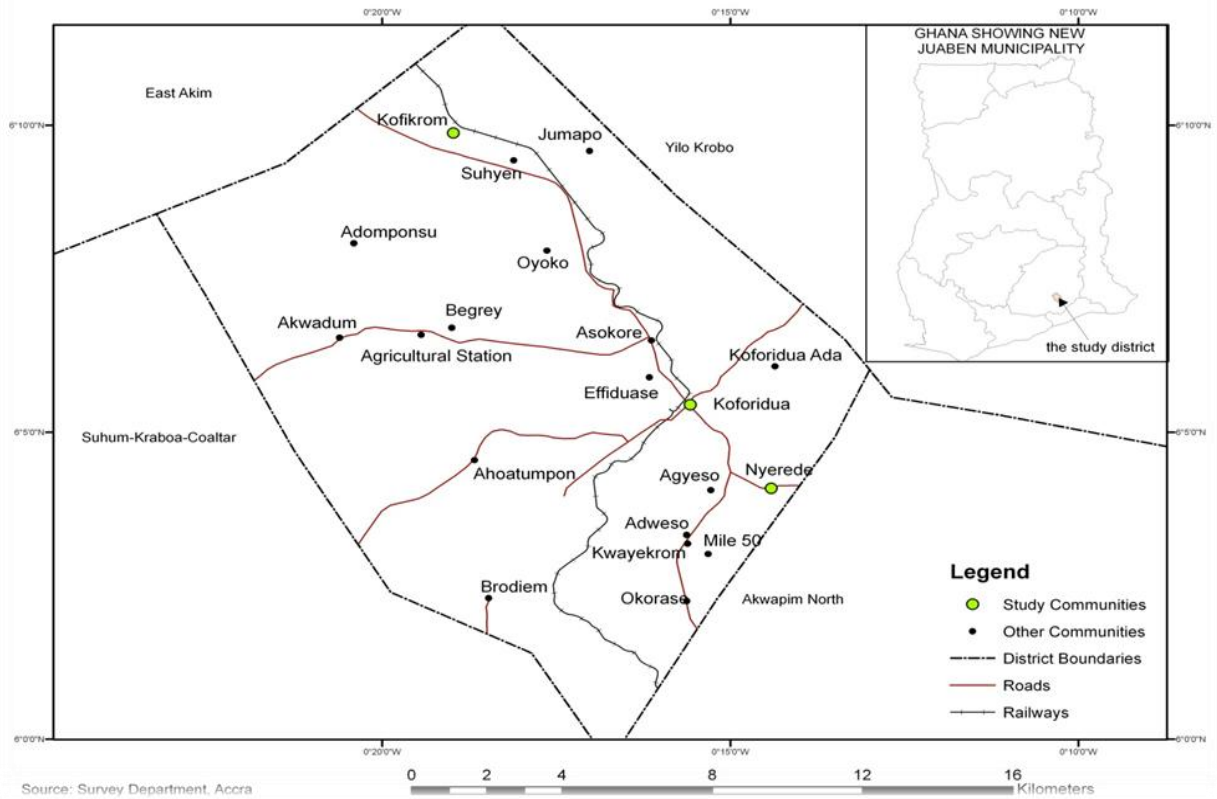 0°20'0"W
0°15'0"W
0°10'0"W
GHANA SHOWING NEW
JUABEN MUNICIPALITY
East Akim
6°10'0"N
Kofikrom
Jumapo
6°10'0"N
Yilo Krobo
Suhyen
Adomponsu
Oyoko
Begrey
Akwadum
Asokore
Agricultural Station
Koforidua Ada
the study district
Effiduase
Koforidua
6°5'0"N
Suhum-Kraboa-Coaltar
6°5'0"N
Ahoatumpon
Agyeso
Nyerede
Adweso
Mile 50
Kwayekrom
Brodiem
Okorase
Akwapim North
Legend
Study Communities
Other Communities
District Boundaries
Roads
Railways
6°0'0"N
6°0'0"N
0°20'0"W
0°15'0"W
0°10'0"W
0 2 4 8 12 16
Kilometers
Source: Survey Department, Accra